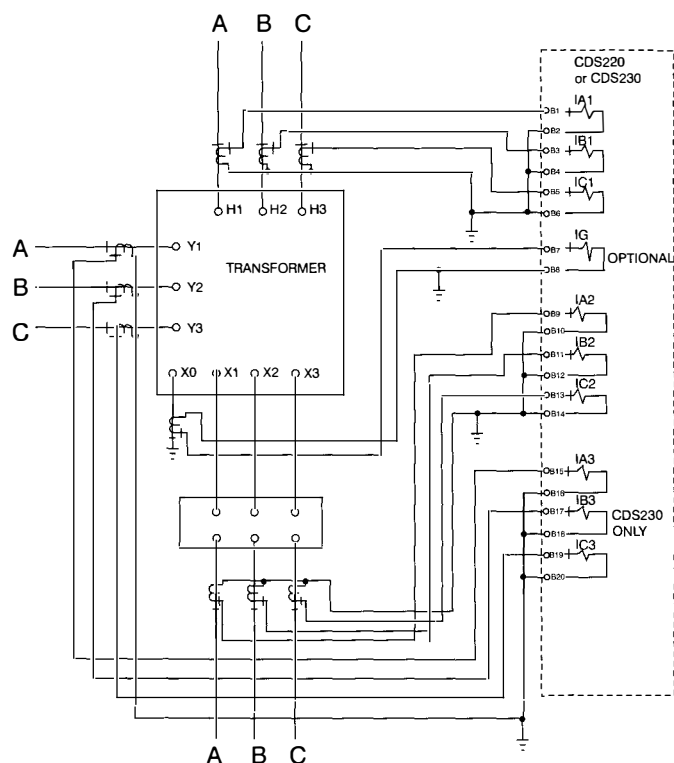 A B C
CDS220
or CDS230
IA1
B1
B2
IB1
B3
B4
IC1
B5
B6
H1 H2 H3
IG
B7
OPTIONAL
B8
A
Y1
TRANSFORMER
B
Y2
C
Y3
IA2
B9
B10
IB2
B11
B12
IC2
B13
B14
X0 X1 X2 X3
IA3
B15
B16
IB3
B17
CDS230
ONLY
B18
IC3
B19
B20
A B C